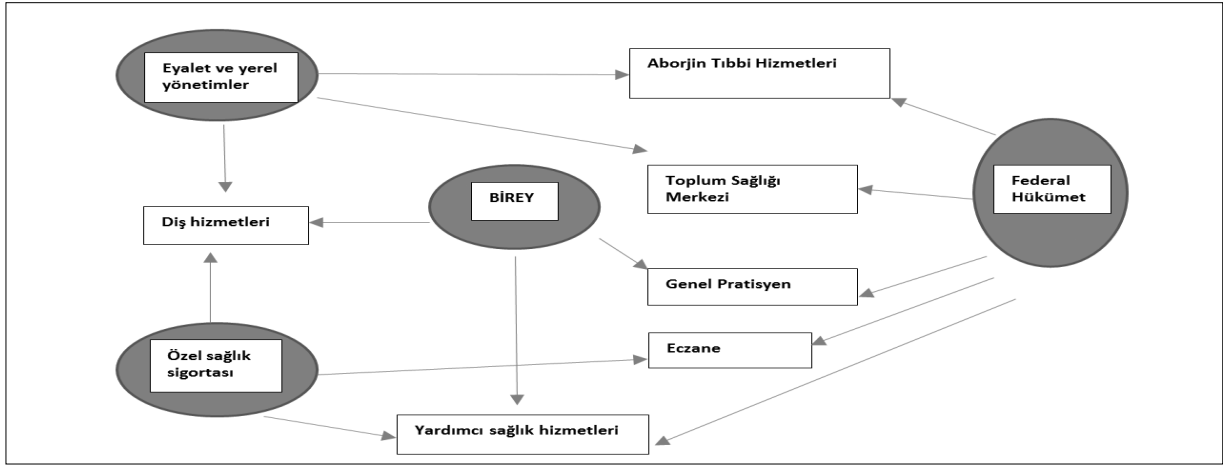 Eyalet ve yerel
yönetimler
Aborjin Tıbbi Hizmetleri
Toplum Sağlığı
Merkezi
Federal
Hükümet
BİREY
Diş hizmetleri
Genel Pratisyen
Eczane
Özel sağlık
sigortası
Yardımcı sağlık hizmetleri